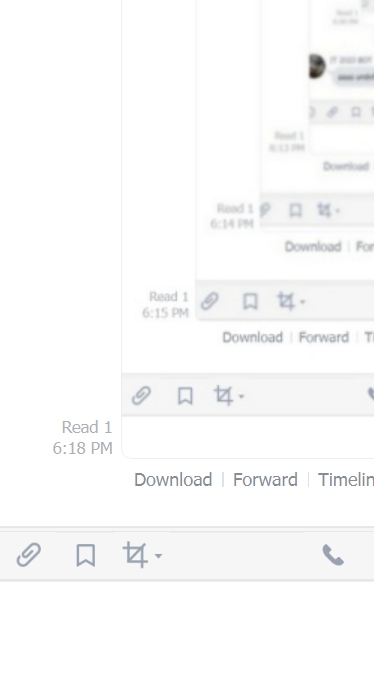 Read 1
6:13 PM
Download
Read 1
6:14 PM
Download | For
Read 1
6:15 PM
Download | Forward | Ti
Read 1
6:18 PM
Download | Forward | Timelin